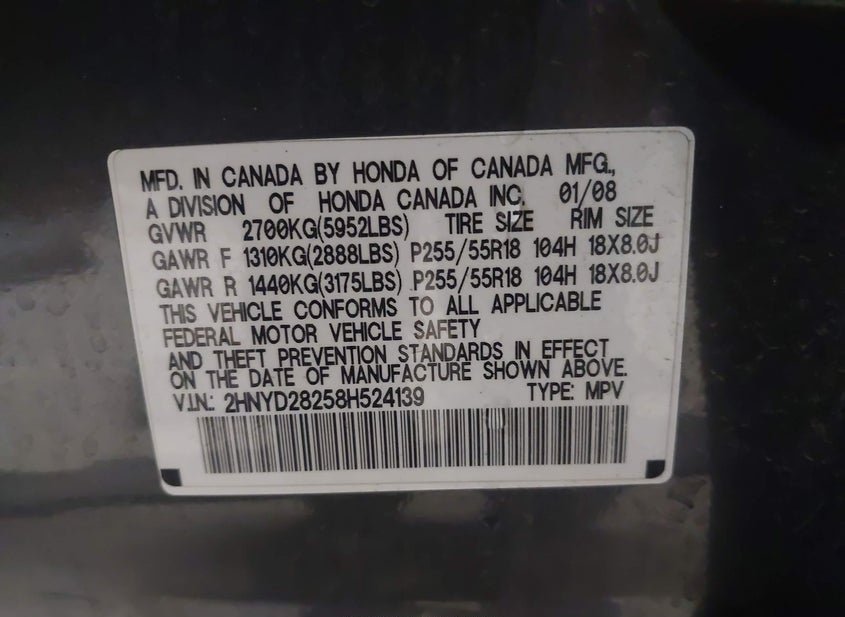 MFD. IN CANADA BY HONDA OF CANADA MFG.,
A DIVISION OF HONDA CANADA INC. 01/08
GVWR 2700KG(5952LBS) TIRE SIZE RIM SIZE
GAWR F 1310KG(2888LBS) P255/55R18 104H 18X8.0J
GAWR R 1440KG(3175LBS) P255/55R18 104H 18X8.0J
THIS VEHICLE CONFORMS TO ALL APPLICABLE
FEDERAL MOTOR VEHICLE SAFETY
AND THEFT PREVENTION STANDARDS IN EFFECT
ON THE DATE OF MANUFACTURE SHOWN ABOVE.
V.I.N.: 2HNYD28258H524139 TYPE: MPV